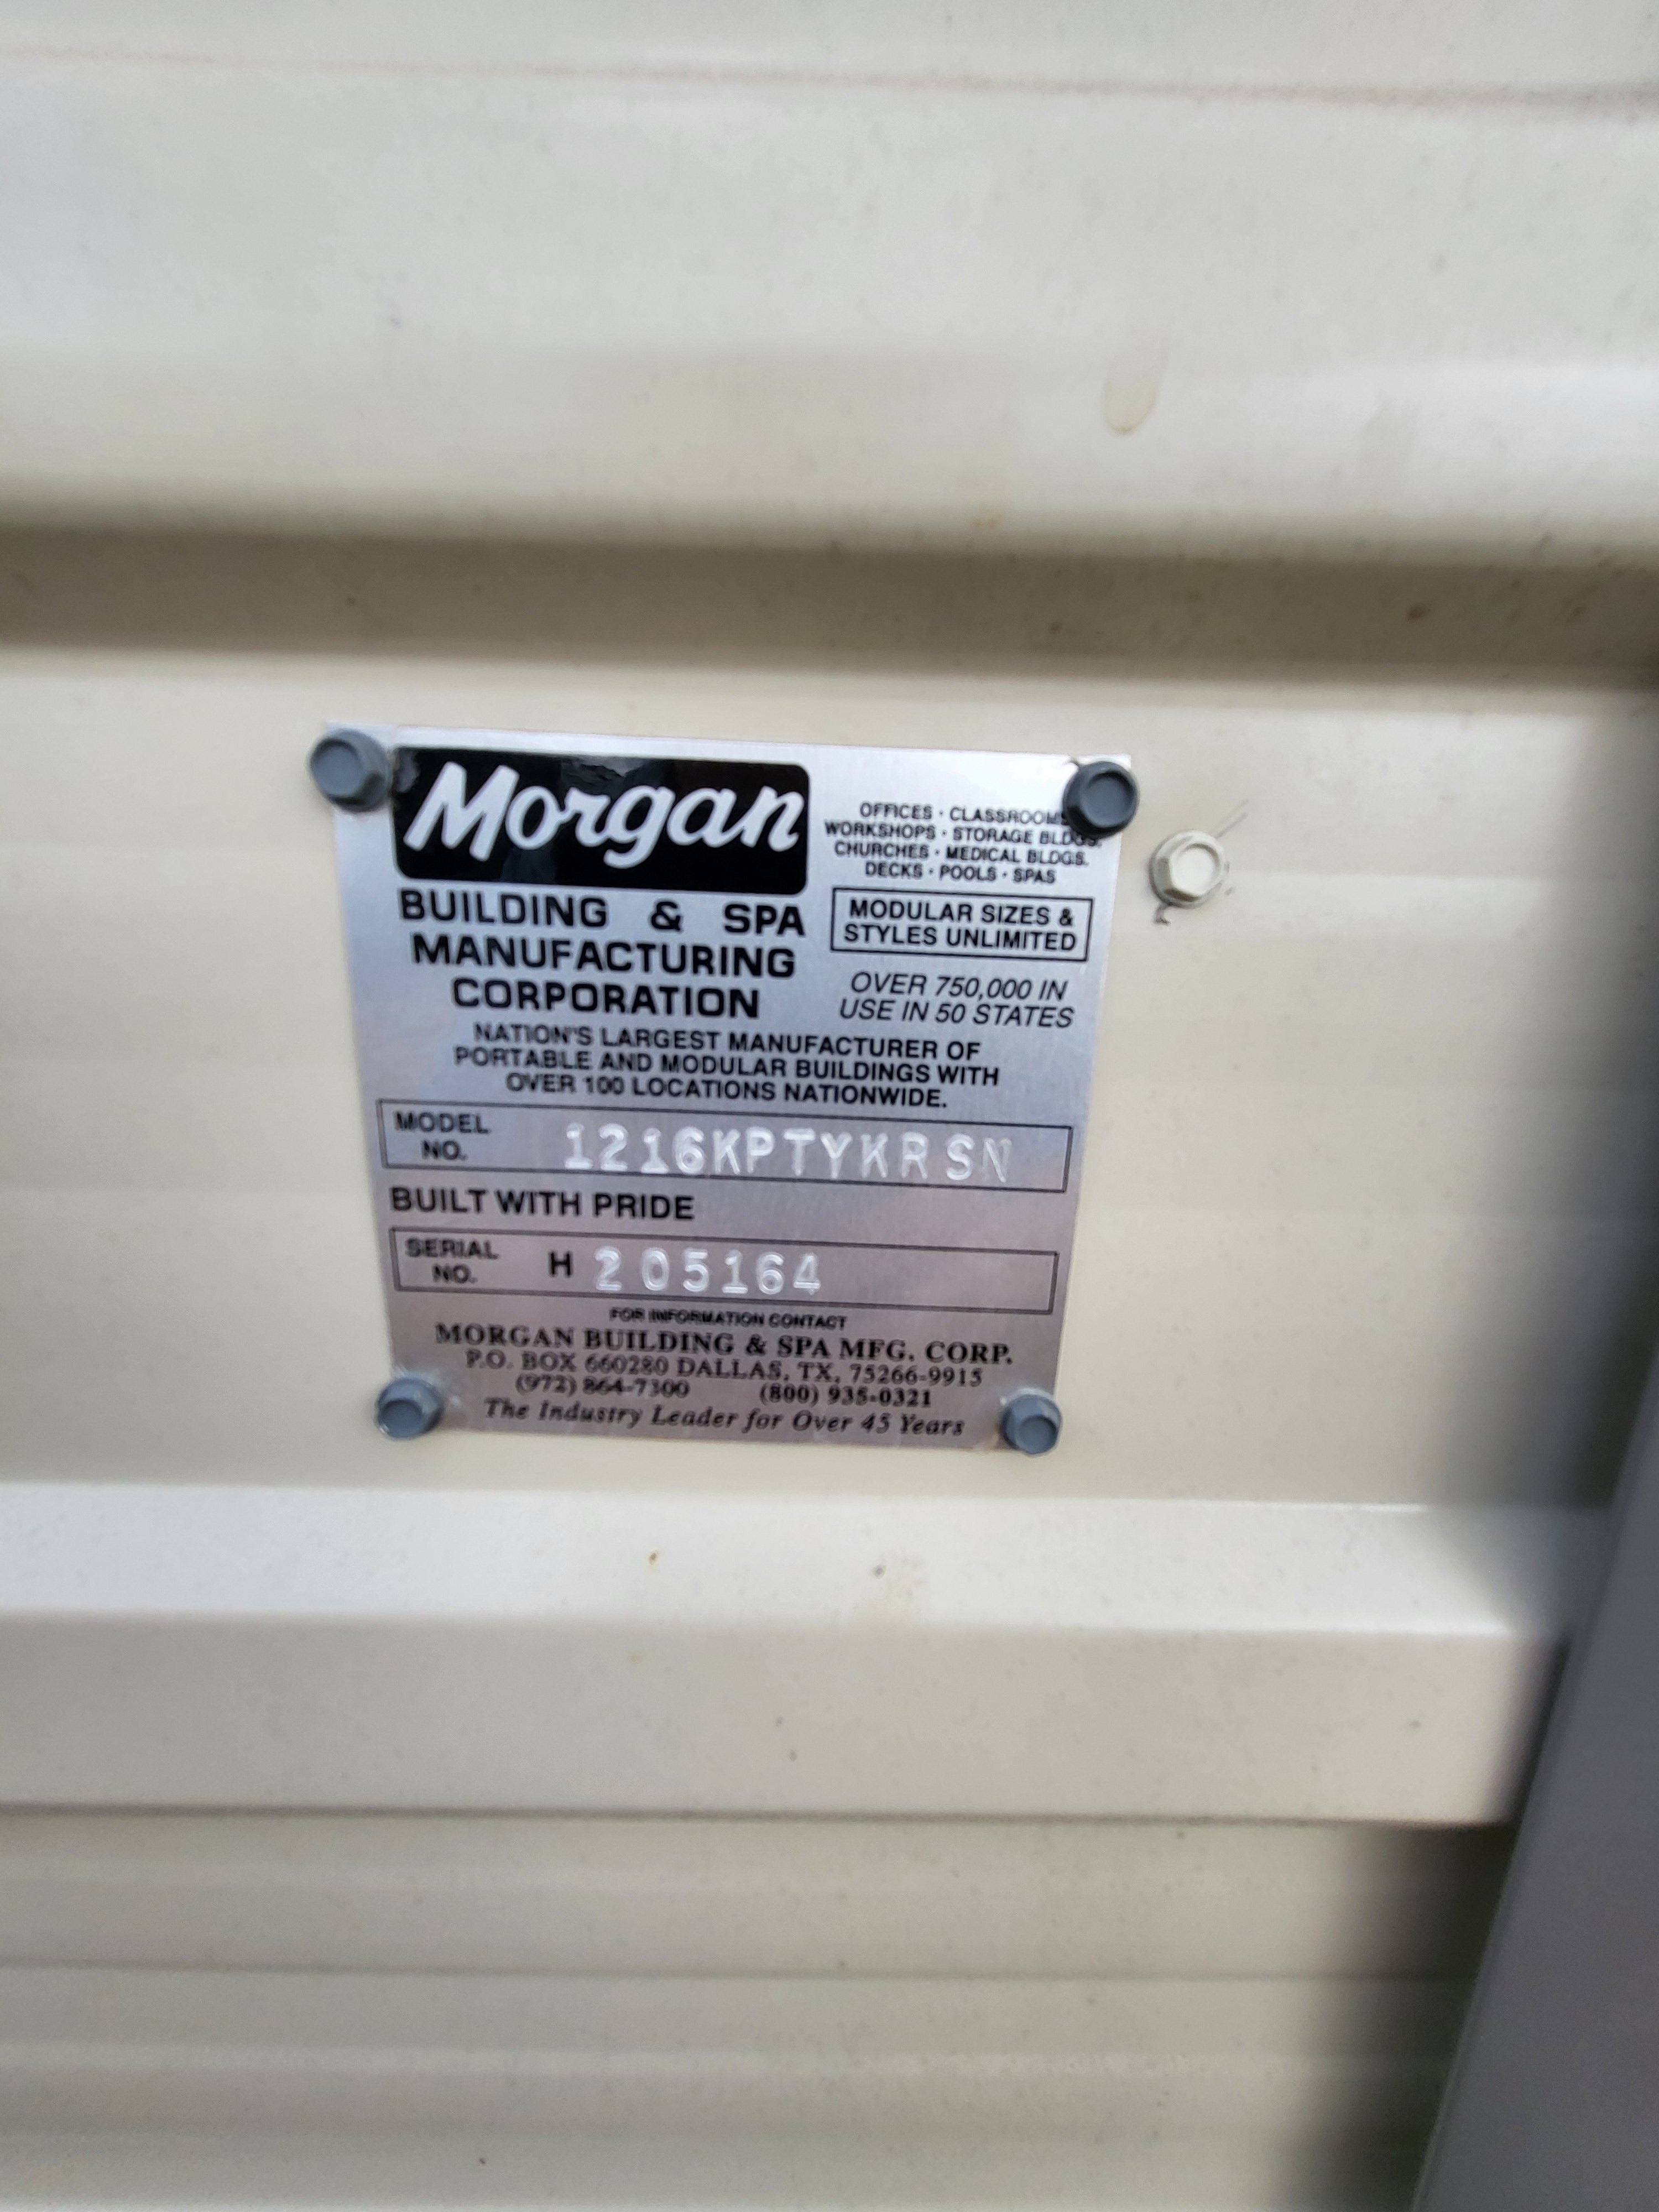 Morgan
BUILDING & SPA
MANUFACTURING
CORPORATION
OFFICES · CLASSROOMS
WORKSHOPS · STORAGE BLDGS.
CHURCHES · MEDICAL BLDGS.
DECKS · POOLS · SPAS
MODULAR SIZES &
STYLES UNLIMITED
OVER 750,000 IN
USE IN 50 STATES
NATION'S LARGEST MANUFACTURER OF
PORTABLE AND MODULAR BUILDINGS WITH
OVER 100 LOCATIONS NATIONWIDE.
MODEL
NO. 1216KPTYKRSN
BUILT WITH PRIDE
SERIAL
NO. H 205164
FOR INFORMATION CONTACT
MORGAN BUILDING & SPA MFG. CORP.
P.O. BOX 660280 DALLAS, TX, 75266-9915
(972) 864-7300 (800) 935-0321
The Industry Leader for Over 45 Years